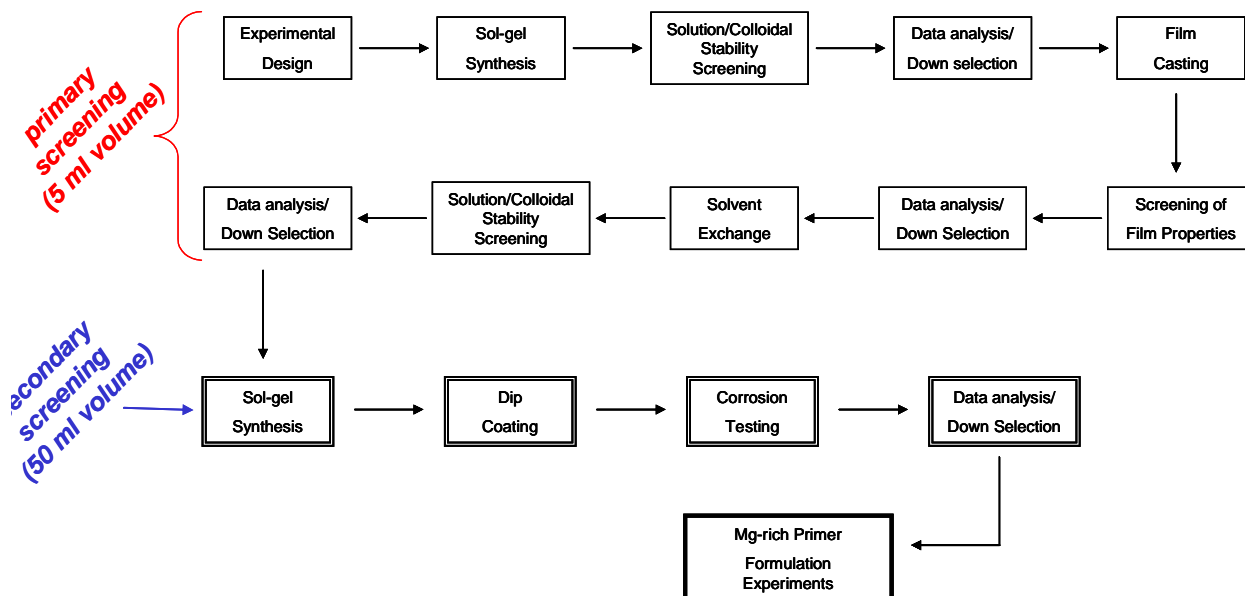 primary
screening
(5 ml volume)
Experimental
Design
Sol-gel
Synthesis
Solution/Colloidal
Stability
Screening
Data analysis/
Down selection
Film
Casting
Screening of
Film Properties
Data analysis/
Down Selection
Solvent
Exchange
Solution/Colloidal
Stability
Screening
Data analysis/
Down Selection
econdary
screening
(50 ml volume)
Sol-gel
Synthesis
Dip
Coating
Corrosion
Testing
Data analysis/
Down Selection
Mg-rich Primer
Formulation
Experiments